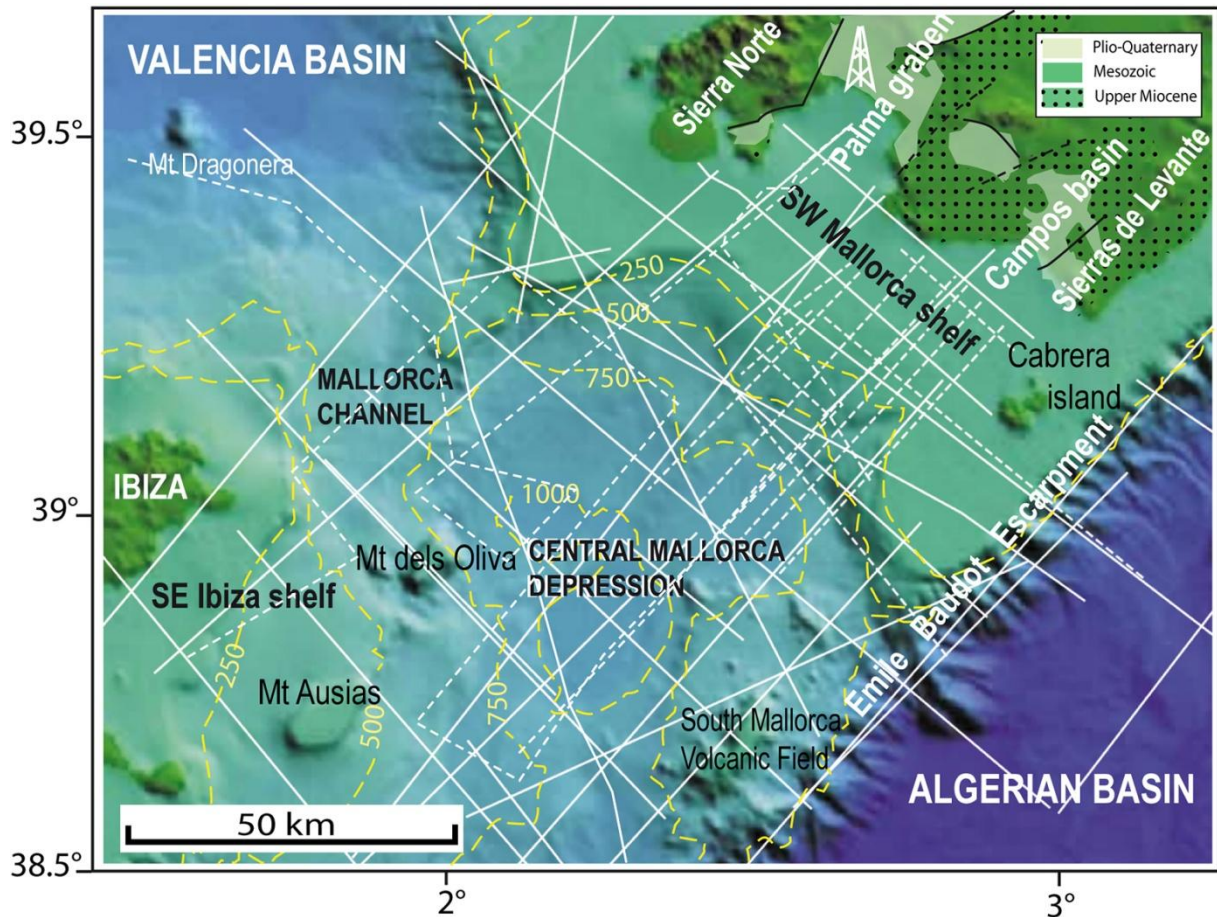 VALENCIA BASIN
Sierra Norte
Palma graben
Plio-Quaternary
Mesozoic
Upper Miocene
39.5°
Mt Dragonera
SW Mallorca shelf
Campos basin
Sierras de Levante
250
500
750
MALLORCA
CHANNEL
Cabrera
island
IBIZA
39°
1000
Mt dels Oliva
CENTRAL MALLORCA
DEPRESSION
Emile Baudot Escarpment
SE Ibiza shelf
250
Mt Ausias
500
750
South Mallorca
Volcanic Field
ALGERIAN BASIN
50 km
38.5°
2°
3°